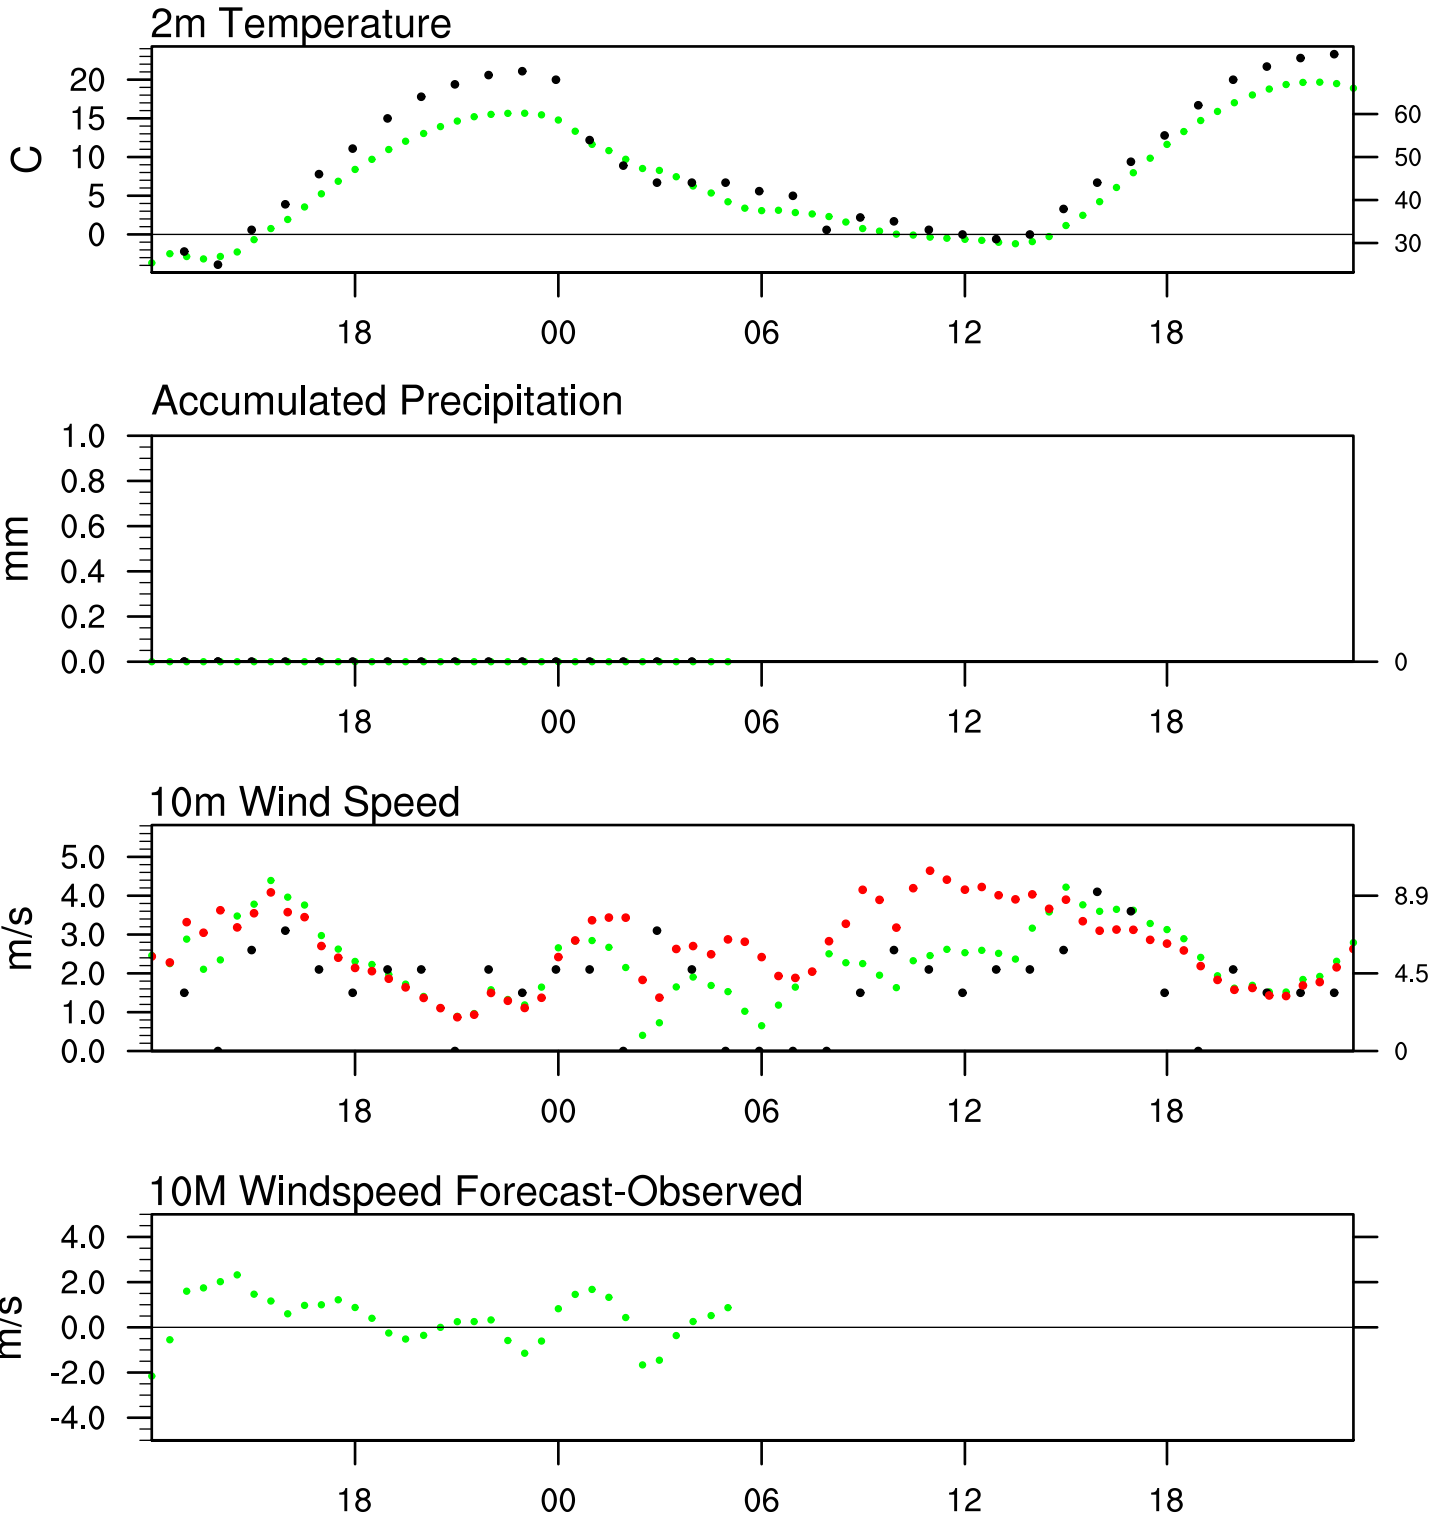 2m Temperature
20
15
10
5
0
C
60
50
40
30
18 00 06 12 18
Accumulated Precipitation
1.0
0.8
0.6
0.4
0.2
0.0
mm
0
18 00 06 12 18
10m Wind Speed
5.0
4.0
3.0
2.0
1.0
0.0
m/s
8.9
4.5
0
18 00 06 12 18
10M Windspeed Forecast-Observed
4.0
2.0
0.0
-2.0
-4.0
m/s
18 00 06 12 18